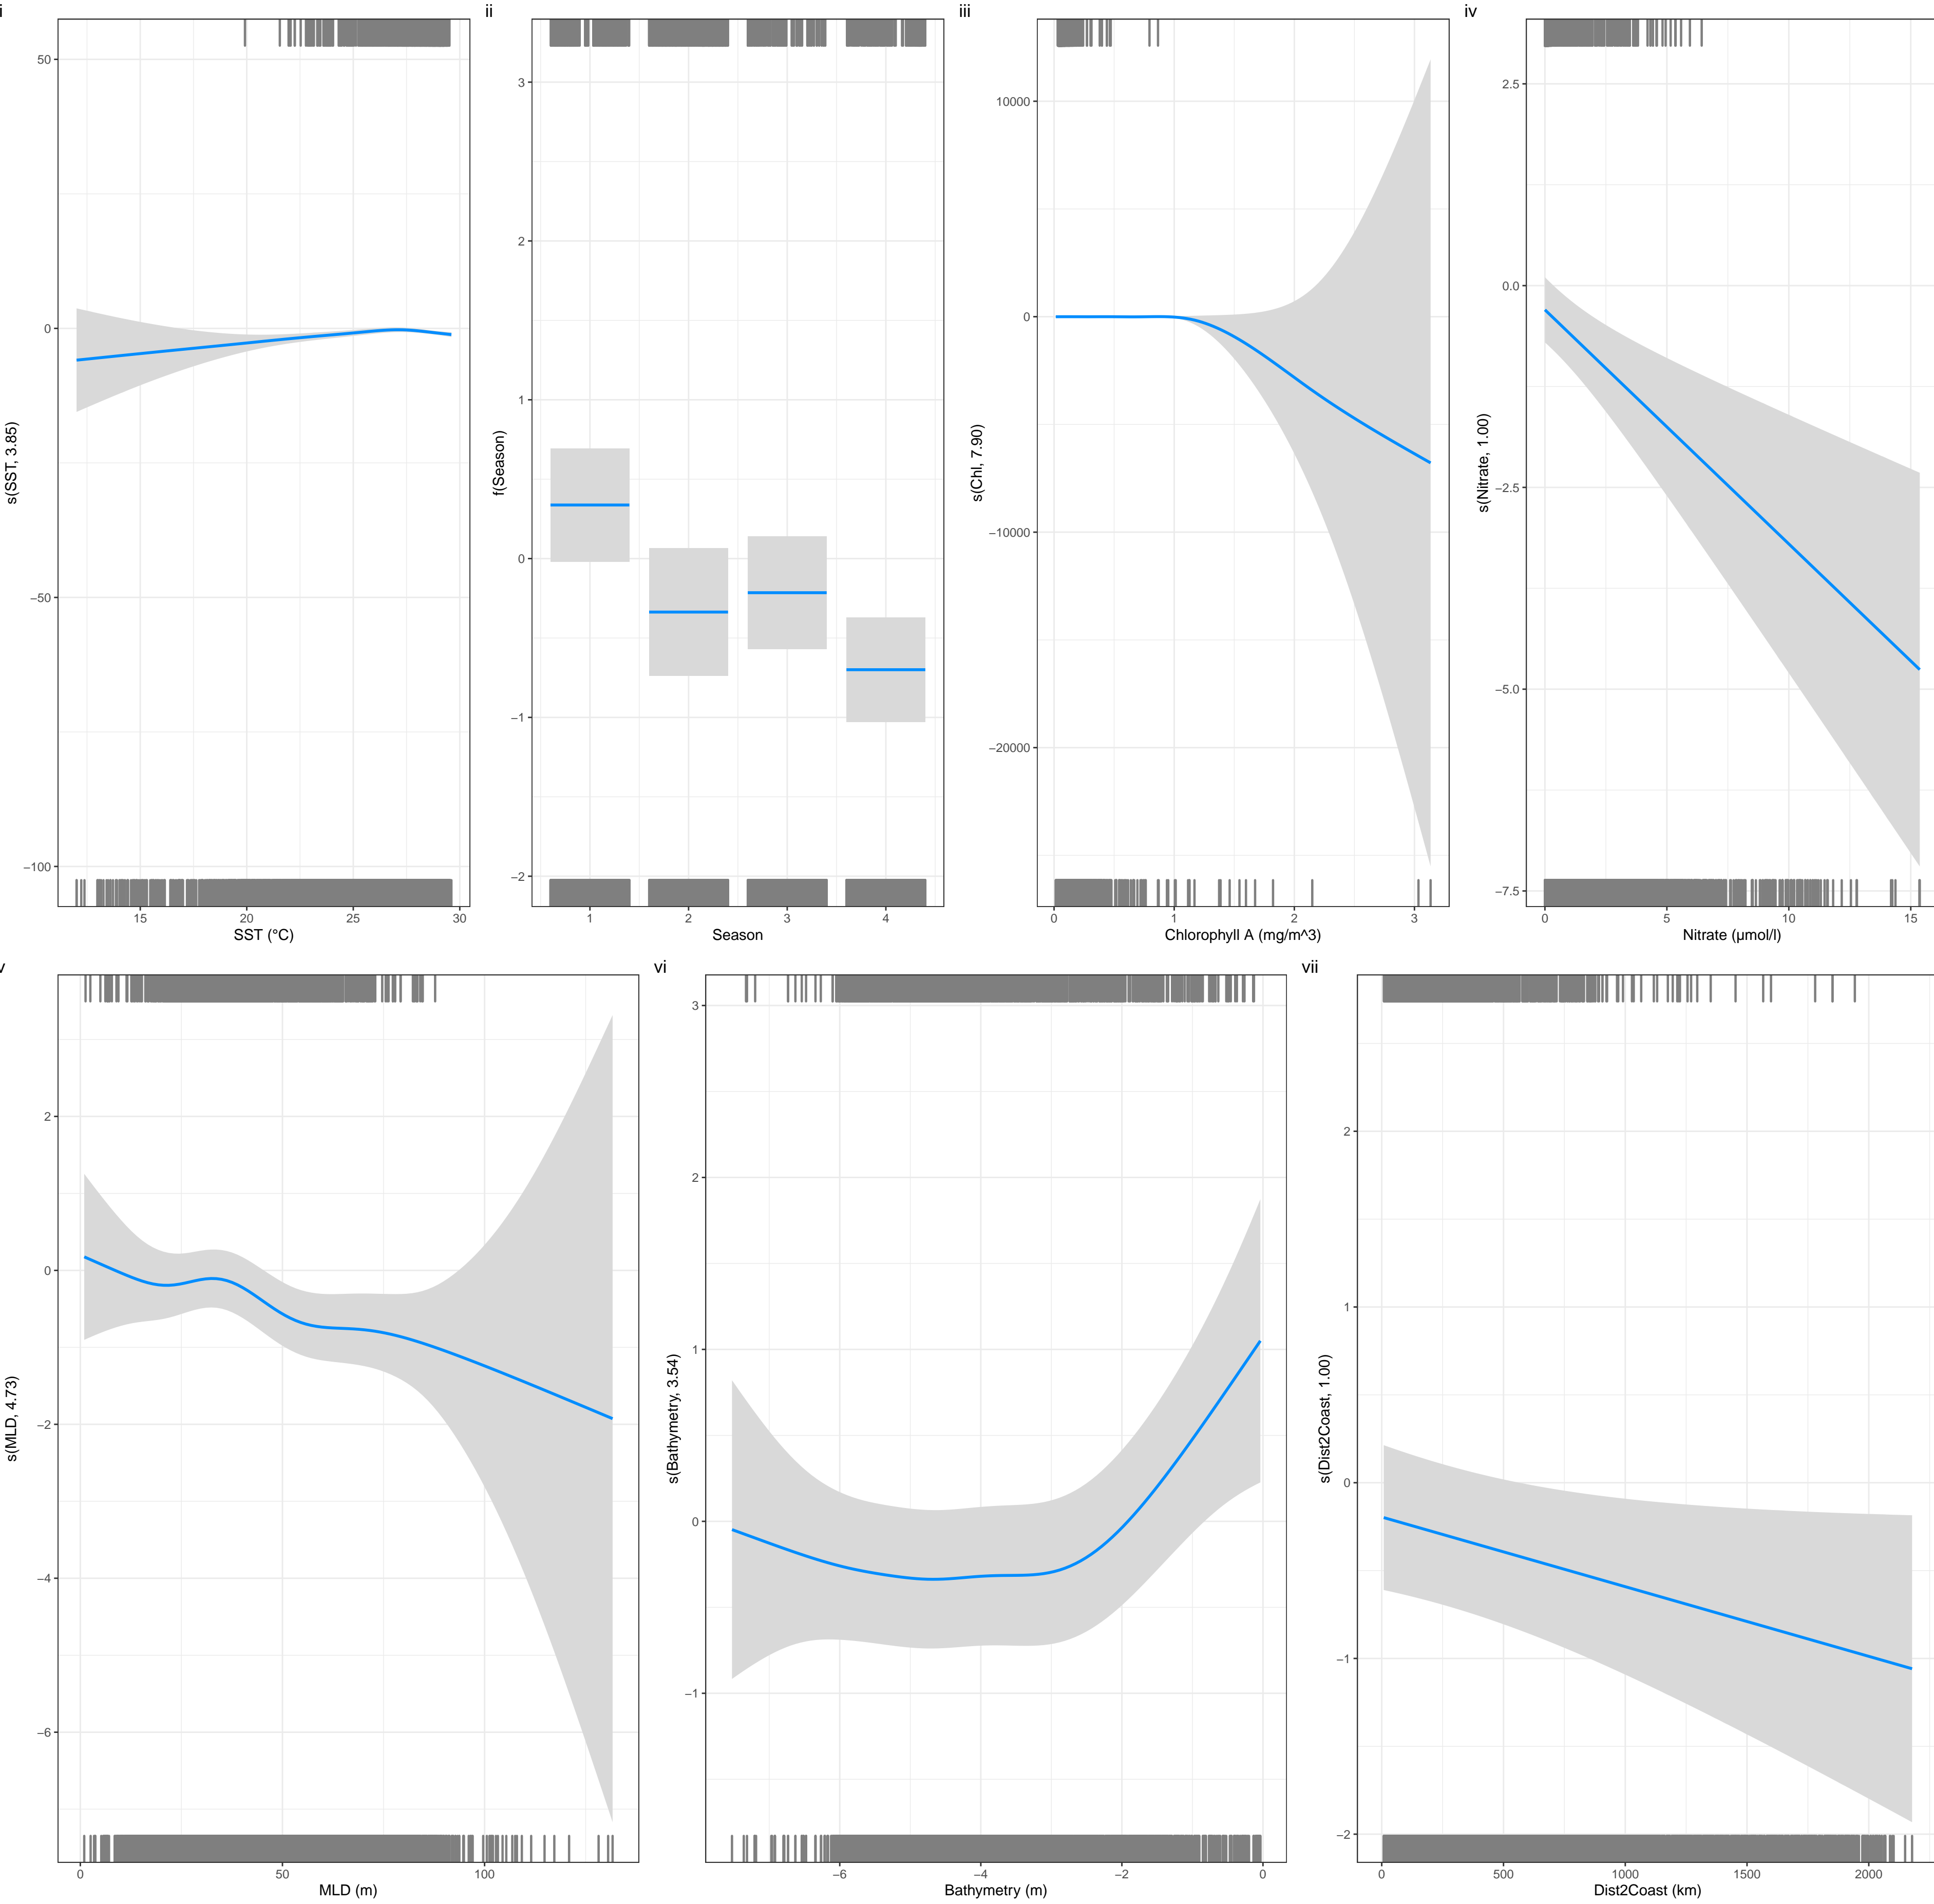 i
50
0
−50
−100
s(SST, 3.85)
15 20 25 30
SST (°C)
ii
3
2
1
0
−1
−2
f(Season)
1 2 3 4
Season
iii
10000
0
−10000
−20000
s(Chl, 7.90)
0 1 2 3
Chlorophyll A (mg/m^3)
iv
2.5
0.0
−2.5
−5.0
−7.5
s(Nitrate, 1.00)
0 5 10 15
Nitrate (µmol/l)
v
2
0
−2
−4
−6
s(MLD, 4.73)
0 50 100
MLD (m)
vi
3
2
1
0
−1
s(Bathymetry, 3.54)
−6 −4 −2 0
Bathymetry (m)
vii
2
1
0
−1
−2
s(Dist2Coast, 1.00)
0 500 1000 1500 2000
Dist2Coast (km)